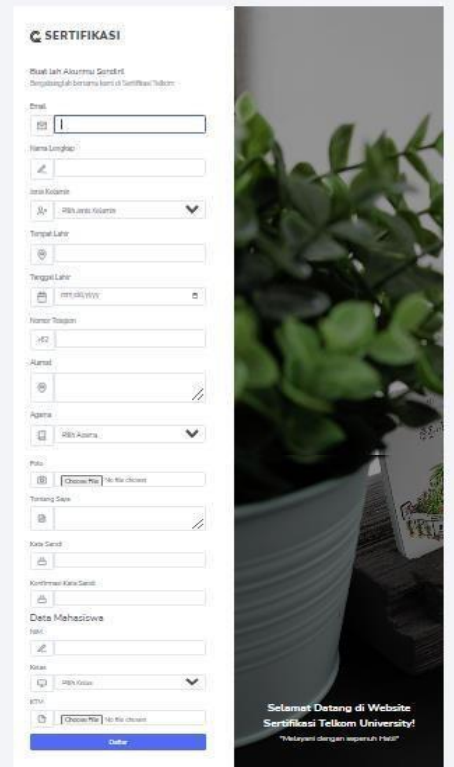 SERTIFIKASI
Buat lah Akunmu Sendiri!
Bergabunglah bersama kami di Sertifikasi Telkom
Email
Nama Lengkap
Jenis Kelamin
Pilih Jenis Kelamin
Tempat Lahir
Tanggal Lahir
mm/dd/yyyy
Nomor Telepon
+62
Alamat
Agama
Pilih Agama
Foto
Choose File No file chosen
Tentang Saya
Kata Sandi
Konfirmasi Kata Sandi
Data Mahasiswa
NIM
Kelas
Pilih Kelas
KTM
Choose File No file chosen
Daftar
Selamat Datang di Website
Sertifikasi Telkom University!
"Melayani dengan sepenuh Hati!"